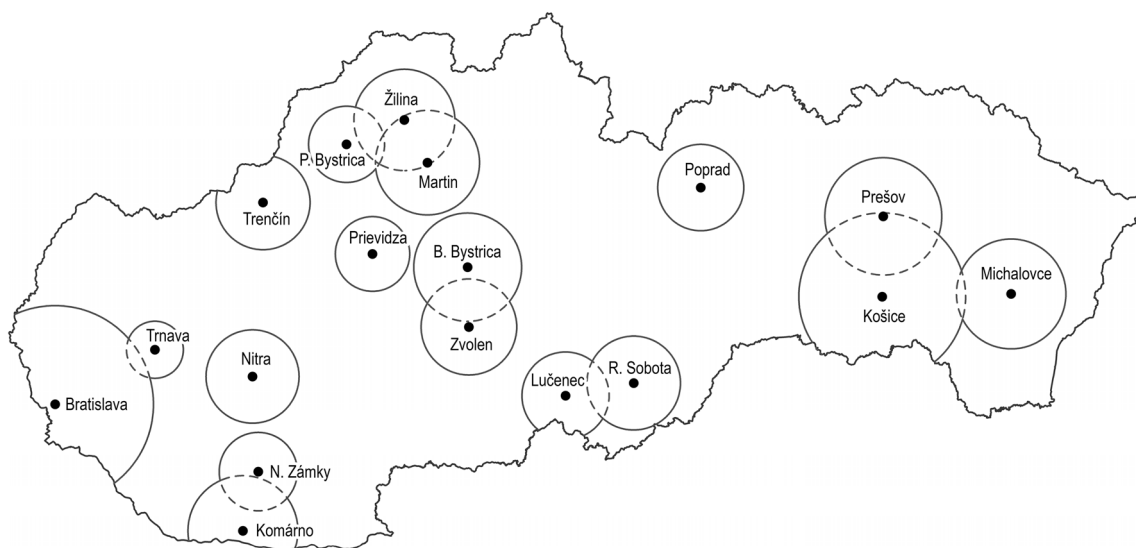 Žilina
P. Bystrica
Martin
Poprad
Prešov
Trenčín
Prievidza
B. Bystrica
Michalovce
Košice
Trnava
Zvolen
Nitra
R. Sobota
Lučenec
Bratislava
N. Zámky
Komárno